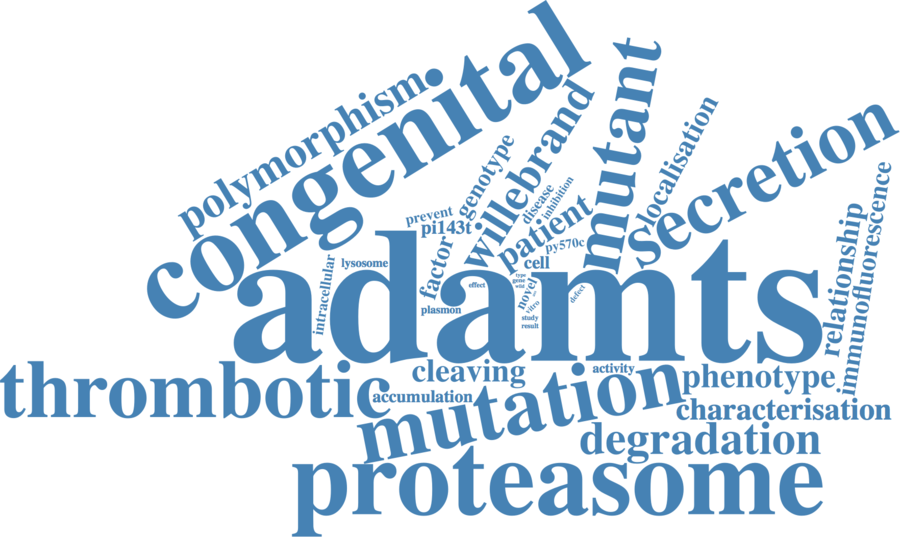 congenital
polymorphism
willebrand
mutant
localisation
secretion
genotype
disease
inhibition
prevent
pi143t
patient
py570c
factor
cell
relationship
immunofluorescence
intracellular
lysosome
adamts
type
gene
wild
effect
novel
vitro
defect
plasmon
study
result
thrombotic
cleaving
activity
mutation
phenotype
accumulation
characterisation
degradation
proteasome